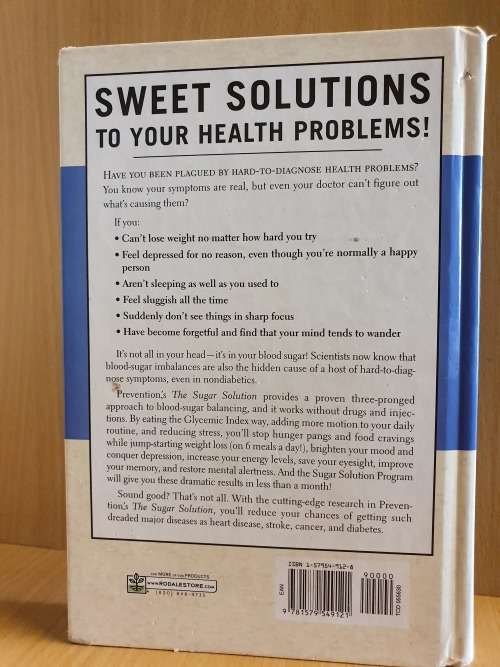 SWEET SOLUTIONS
TO YOUR HEALTH PROBLEMS!
HAVE YOU BEEN PLAGUED BY HARD-TO-DIAGNOSE HEALTH PROBLEMS?
You know your symptoms are real, but even your doctor can't figure out
what's causing them?
If you:
• Can't lose weight no matter how hard you try
• Feel depressed for no reason, even though you're normally a happy
person
• Aren't sleeping as well as you used to
• Feel sluggish all the time
• Suddenly don't see things in sharp focus
• Have become forgetful and find that your mind tends to wander
It's not all in your head—it's in your blood sugar! Scientists now know that
blood-sugar imbalances are also the hidden cause of a host of hard-to-diag-
nose symptoms, even in nondiabetics.
Prevention's The Sugar Solution provides a proven three-pronged
approach to blood-sugar balancing, and it works without drugs and injec-
tions. By eating the Glycemic Index way, adding more motion to your daily
routine, and reducing stress, you'll stop hunger pangs and food cravings
while jump-starting weight loss (on 6 meals a day!), brighten your mood and
conquer depression, increase your energy levels, save your eyesight, improve
your memory, and restore mental alertness. And the Sugar Solution Program
will give you these dramatic results in less than a month!
Sound good? That's not all. With the cutting-edge research in Preven-
tion's The Sugar Solution, you'll reduce your chances of getting such
dreaded major diseases as heart disease, stroke, cancer, and diabetes.
FOR MORE OF OUR PRODUCTS
WWW.RODALESTORE.COM
(800) 848-4735
ISBN 1-57954-912-8
90000
EAN
9 781579 549121